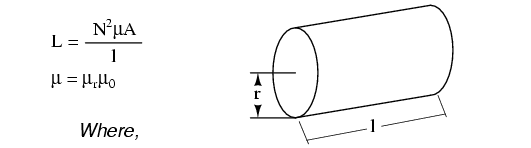 L = N²μA / l
μ = μᵣμ₀
Where,
r
l